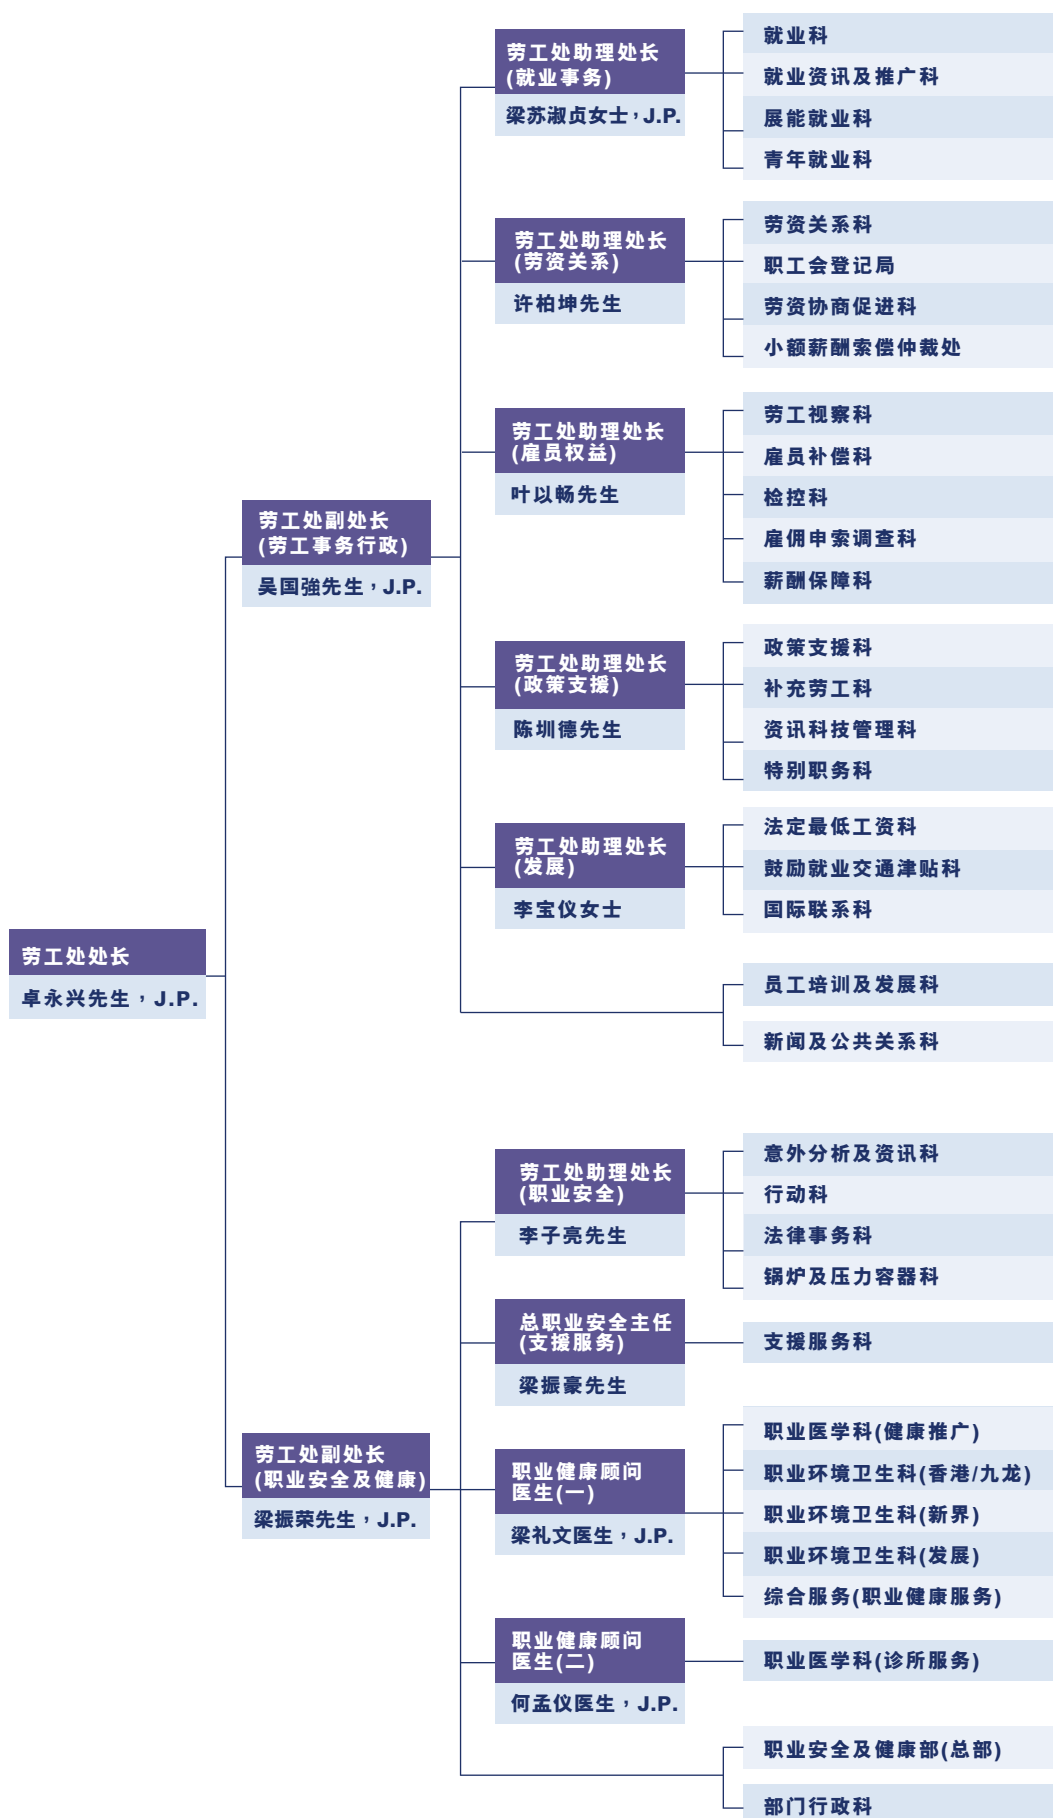 劳工处处长
卓永兴先生，J.P.
劳工处副处长
(劳工事务行政)
吴国強先生，J.P.
劳工处助理处长
(就业事务)
梁苏淑贞女士，J.P.
就业科
就业资讯及推广科
展能就业科
青年就业科
劳工处助理处长
(劳资关系)
许柏坤先生
劳资关系科
职工会登记局
劳资协商促进科
小额薪酬索偿仲裁处
劳工处助理处长
(雇员权益)
叶以畅先生
劳工视察科
雇员补偿科
检控科
雇佣申索调查科
薪酬保障科
劳工处助理处长
(政策支援)
陈圳德先生
政策支援科
补充劳工科
资讯科技管理科
特别职务科
劳工处助理处长
(发展)
李宝仪女士
法定最低工资科
鼓励就业交通津贴科
国际联系科
员工培训及发展科
新闻及公共关系科
劳工处副处长
(职业安全及健康)
梁振荣先生，J.P.
劳工处助理处长
(职业安全)
李子亮先生
意外分析及资讯科
行动科
法律事务科
锅炉及压力容器科
总职业安全主任
(支援服务)
梁振豪先生
支援服务科
职业健康顾问
医生(一)
梁礼文医生，J.P.
职业医学科(健康推广)
职业环境卫生科(香港/九龙)
职业环境卫生科(新界)
职业环境卫生科(发展)
综合服务(职业健康服务)
职业健康顾问
医生(二)
何孟仪医生，J.P.
职业医学科(诊所服务)
职业安全及健康部(总部)
部门行政科